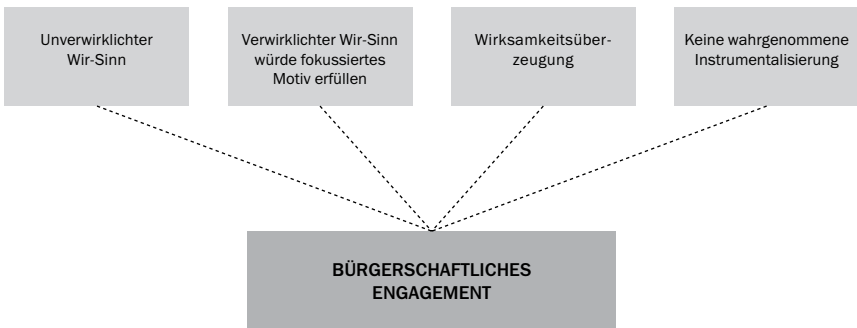 Unverwirklichter
Wir-Sinn
Verwirklichter Wir-Sinn
würde fokussiertes
Motiv erfüllen
Wirksamkeitsüber-
zeugung
Keine wahrgenommene
Instrumentalisierung
BÜRGERSCHAFTLICHES
ENGAGEMENT